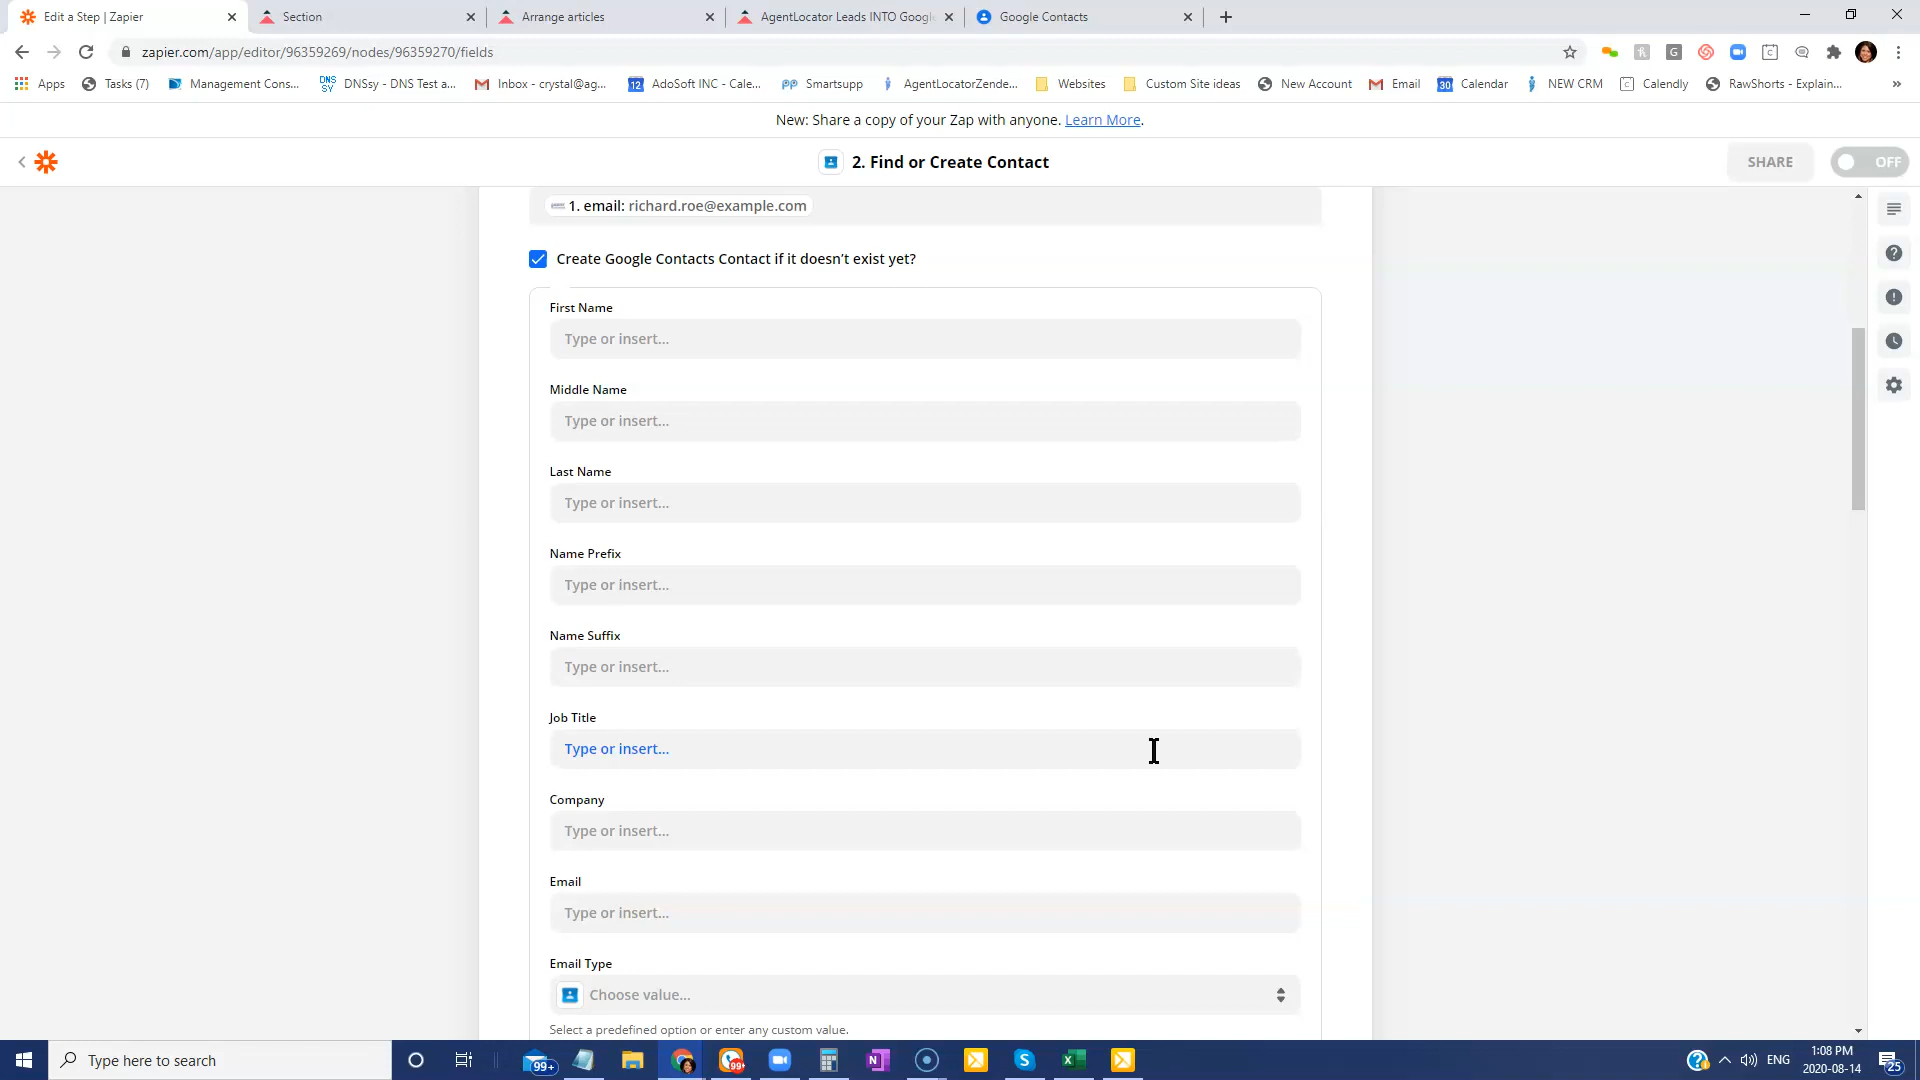 Edit a Step | Zapier
Section
Arrange articles
AgentLocator Leads INTO Google
Google Contacts
zapier.com/app/editor/96359269/nodes/96359270/fields
Apps
Tasks (7)
Management Cons...
DNSSY
DNSSy - DNS Test a...
Inbox - crystal@ag...
12
AdoSoft INC - Cale...
PP
Smartsupp
AgentLocatorZende...
Websites
Custom Site ideas
New Account
Email
30
Calendar
NEW CRM
Calendly
RawShorts - Explain...
»
New: Share a copy of your Zap with anyone. Learn More.
2. Find or Create Contact
SHARE
OFF
1. email: richard.roe@example.com
Create Google Contacts Contact if it doesn’t exist yet?
First Name
Type or insert...
Middle Name
Type or insert...
Last Name
Type or insert...
Name Prefix
Type or insert...
Name Suffix
Type or insert...
Job Title
Type or insert...
Company
Type or insert...
Email
Type or insert...
Email Type
Choose value...
Select a predefined option or enter any custom value.
Type here to search
99+
99+
ENG
1:08 PM
2020-08-14
25